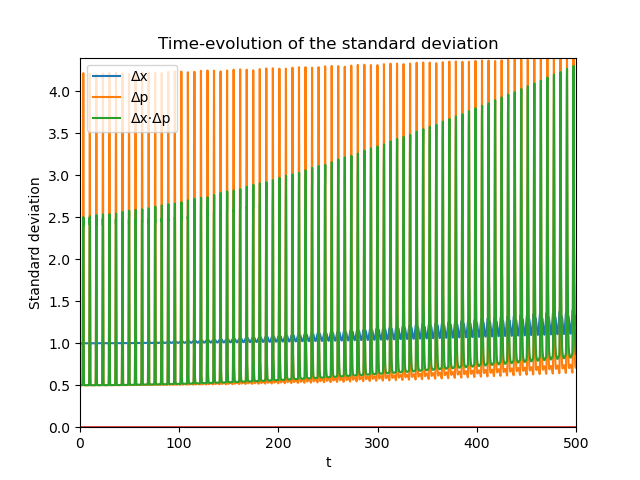 Time-evolution of the standard deviation
Δx
Δp
Δx·Δp
Standard deviation
4.0
3.5
3.0
2.5
2.0
1.5
1.0
0.5
0.0
0 100 200 300 400 500
t